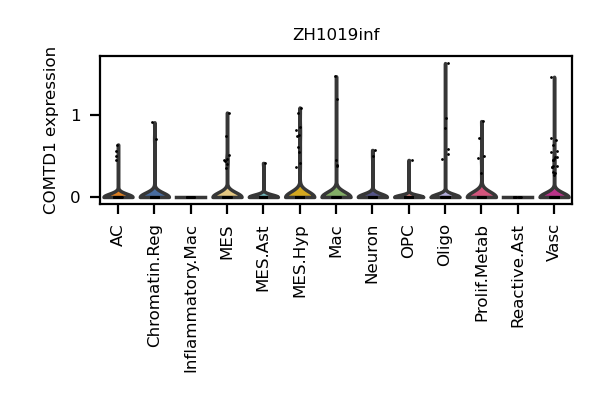 ZH1019inf
COMTD1 expression
1
0
AC
Chromatin.Reg
Inflammatory.Mac
MES
MES.Ast
MES.Hyp
Mac
Neuron
OPC
Oligo
Prolif.Metab
Reactive.Ast
Vasc